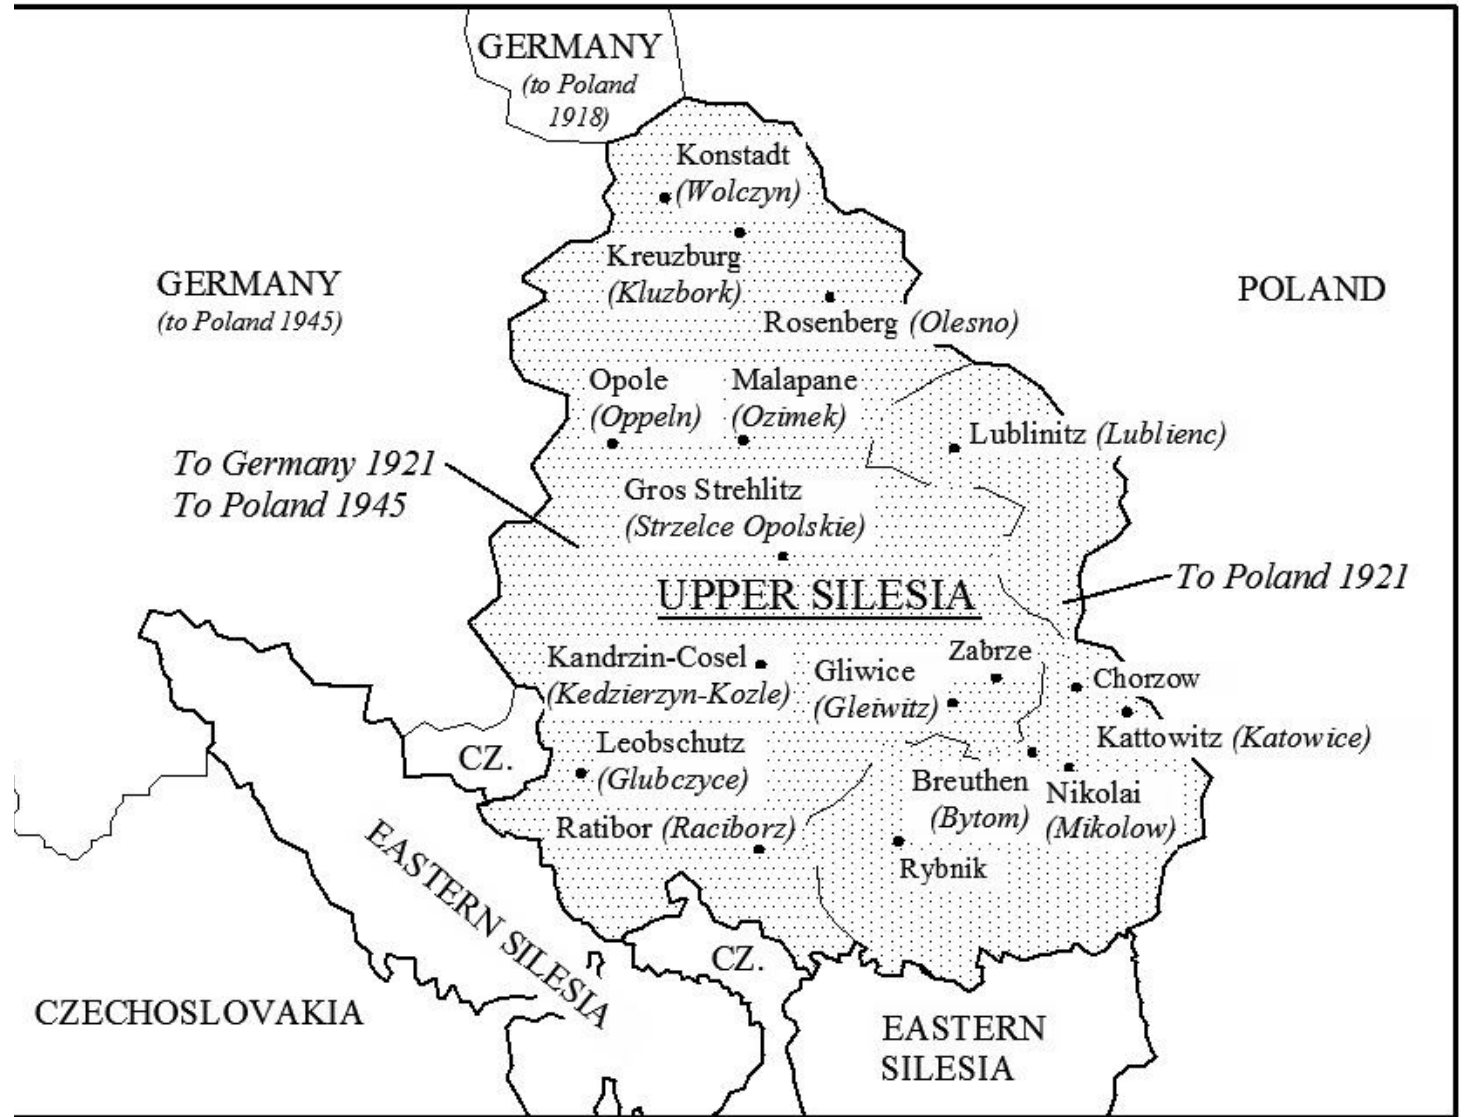 GERMANY
(to Poland
1918)
Konstadt
(Wolczyn)
Kreuzburg
(Kluzbork)
GERMANY
(to Poland 1945)
POLAND
Rosenberg (Olesno)
Opole
(Oppeln)
Malapane
(Ozimek)
Lublinitz (Lublienc)
To Germany 1921
To Poland 1945
Gros Strehlitz
(Strzelce Opolskie)
To Poland 1921
UPPER SILESIA
Kandrzin-Cosel
(Kedzierzyn-Kozle)
Gliwice
(Gleiwitz)
Zabrze
Chorzow
Kattowitz (Katowice)
CZ.
Leobschutz
(Glubczyce)
Breuthen
(Bytom)
Nikolai
(Mikolow)
Ratibor (Raciborz)
Rybnik
EASTERN SILESIA
CZ.
CZECHOSLOVAKIA
EASTERN
SILESIA